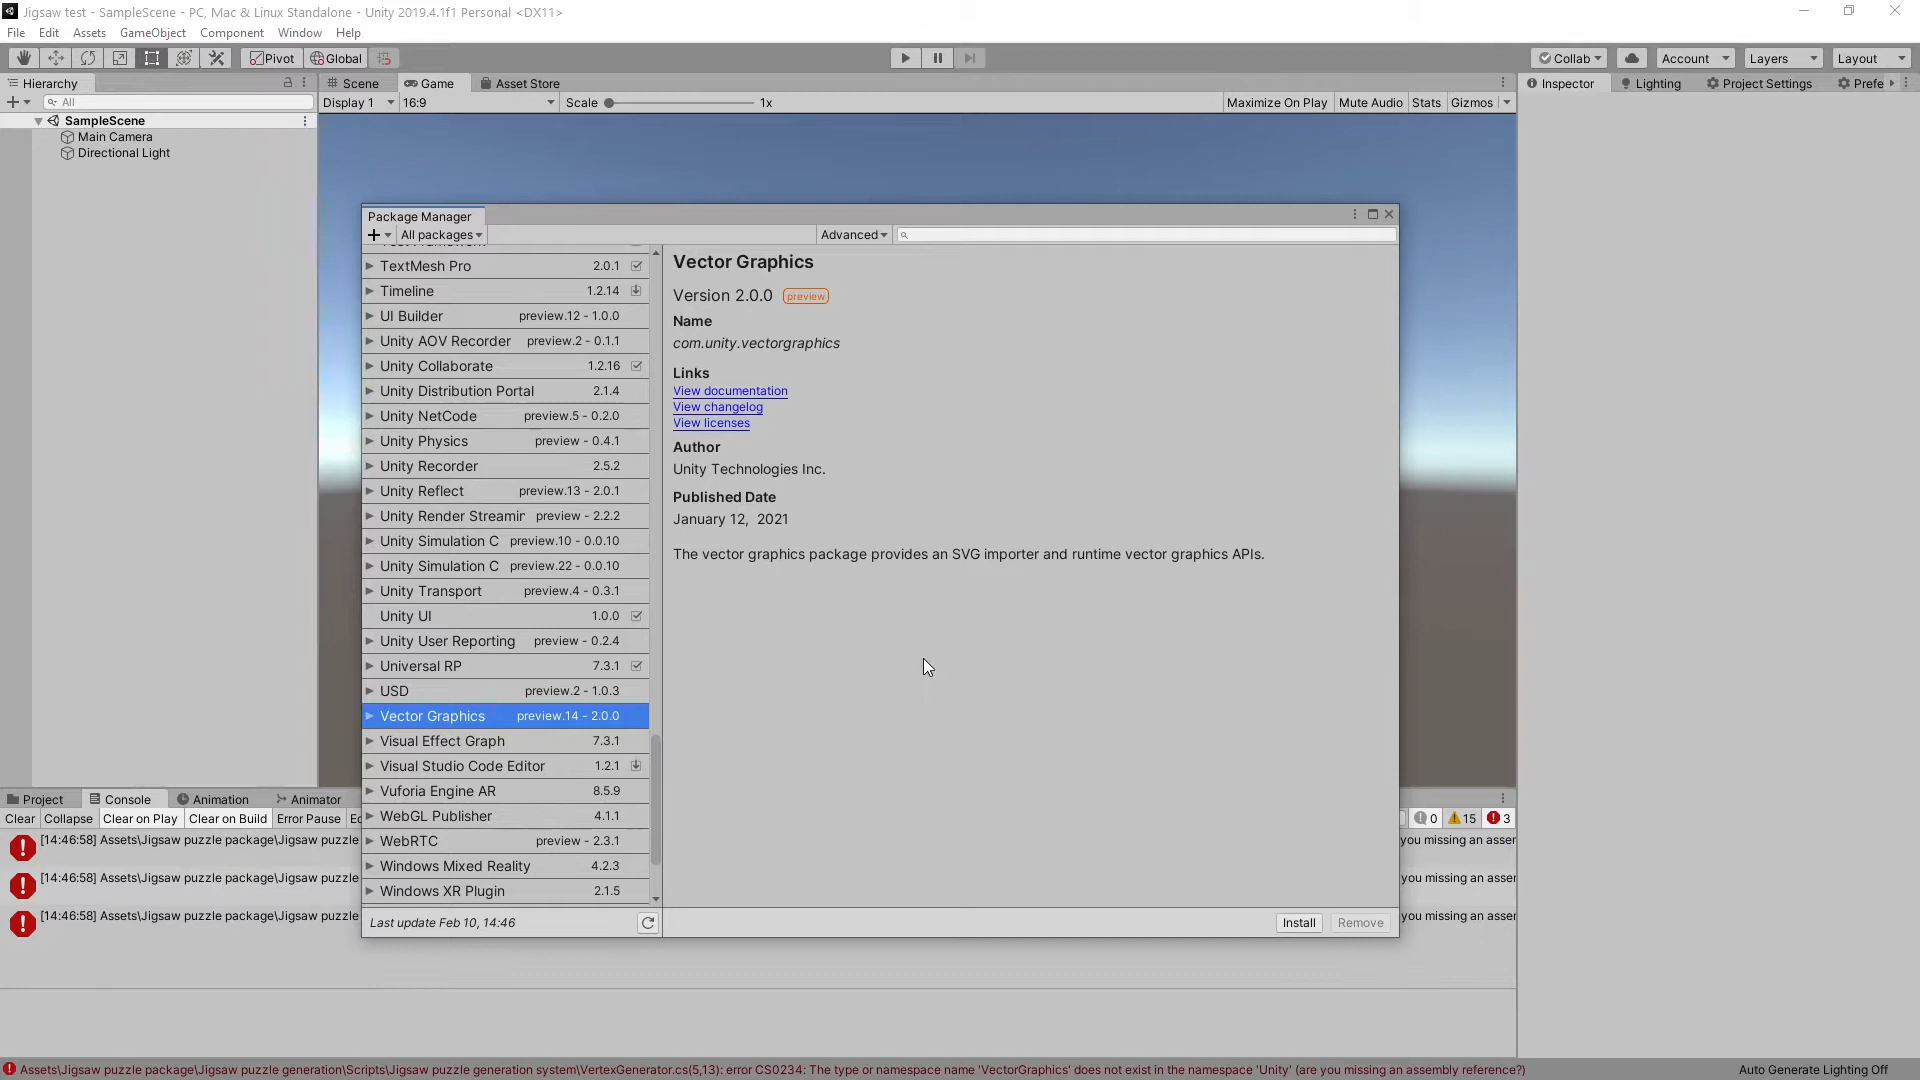 Jigsaw test - SampleScene - PC, Mac & Linux Standalone - Unity 2019.4.1f1 Personal <DX11>
File Edit Assets GameObject Component Window Help
Pivot Global Collab Account Layers Layout
Hierarchy Scene Game Asset Store Inspector Lighting Project Settings Prefe
All Display 1 16:9 Scale 1x Maximize On Play Mute Audio Stats Gizmos
SampleScene
Main Camera
Directional Light
Package Manager
All packages Advanced
TextMesh Pro 2.0.1
Timeline 1.2.14
UI Builder preview.12 - 1.0.0
Unity AOV Recorder preview.2 - 0.1.1
Unity Collaborate 1.2.16
Unity Distribution Portal 2.1.4
Unity NetCode preview.5 - 0.2.0
Unity Physics preview - 0.4.1
Unity Recorder 2.5.2
Unity Reflect preview.13 - 2.0.1
Unity Render Streamin preview - 2.2.2
Unity Simulation C preview.10 - 0.0.10
Unity Simulation C preview.22 - 0.0.10
Unity Transport preview.4 - 0.3.1
Unity UI 1.0.0
Unity User Reporting preview - 0.2.4
Universal RP 7.3.1
USD preview.2 - 1.0.3
Vector Graphics preview.14 - 2.0.0
Visual Effect Graph 7.3.1
Visual Studio Code Editor 1.2.1
Vuforia Engine AR 8.5.9
WebGL Publisher 4.1.1
WebRTC preview - 2.3.1
Windows Mixed Reality 4.2.3
Windows XR Plugin 2.1.5
Last update Feb 10, 14:46
Vector Graphics
Version 2.0.0 preview
Name
com.unity.vectorgraphics
Links
View documentation
View changelog
View licenses
Author
Unity Technologies Inc.
Published Date
January 12, 2021
The vector graphics package provides an SVG importer and runtime vector graphics APIs.
Install Remove
Project Console Animation Animator
Clear Collapse Clear on Play Clear on Build Error Pause 0 15 3
[14:46:58] Assets\Jigsaw puzzle package\Jigsaw puzzle you missing an asser
[14:46:58] Assets\Jigsaw puzzle package\Jigsaw puzzle you missing an asser
[14:46:58] Assets\Jigsaw puzzle package\Jigsaw puzzle you missing an asser
Assets\Jigsaw puzzle package\Jigsaw puzzle generation\Scripts\Jigsaw puzzle generation system\VertexGenerator.cs(5,13): error CS0234: The type or namespace name 'VectorGraphics' does not exist in the namespace 'Unity' (are you missing an assembly reference?)
Auto Generate Lighting Off